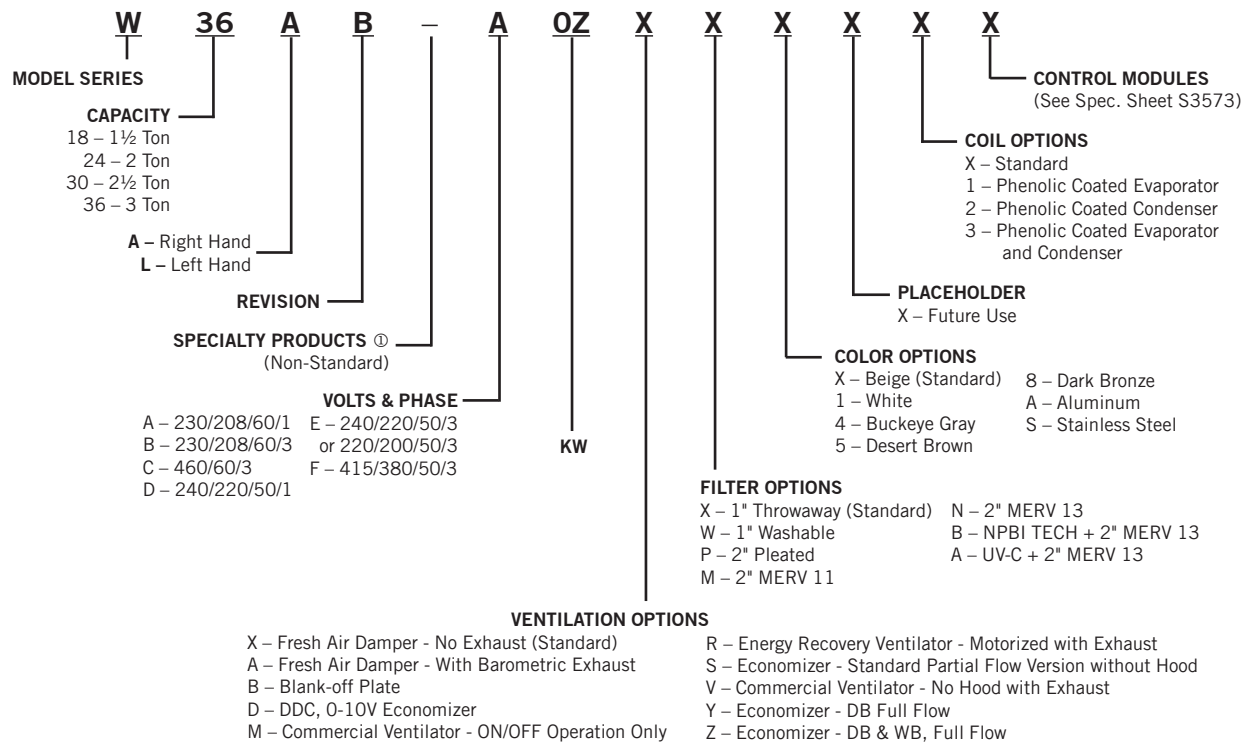 W 36 A B – A 0Z X X X X X X
MODEL SERIES
CAPACITY
18 – 1½ Ton
24 – 2 Ton
30 – 2½ Ton
36 – 3 Ton
A – Right Hand
L – Left Hand
REVISION
SPECIALTY PRODUCTS ①
(Non-Standard)
VOLTS & PHASE
A – 230/208/60/1
B – 230/208/60/3
C – 460/60/3
D – 240/220/50/1
E – 240/220/50/3
or 220/200/50/3
F – 415/380/50/3
KW
VENTILATION OPTIONS
X – Fresh Air Damper - No Exhaust (Standard)
A – Fresh Air Damper - With Barometric Exhaust
B – Blank-off Plate
D – DDC, 0-10V Economizer
M – Commercial Ventilator - ON/OFF Operation Only
R – Energy Recovery Ventilator - Motorized with Exhaust
S – Economizer - Standard Partial Flow Version without Hood
V – Commercial Ventilator - No Hood with Exhaust
Y – Economizer - DB Full Flow
Z – Economizer - DB & WB, Full Flow
FILTER OPTIONS
X – 1" Throwaway (Standard)
W – 1" Washable
P – 2" Pleated
M – 2" MERV 11
N – 2" MERV 13
B – NPBI TECH + 2" MERV 13
A – UV-C + 2" MERV 13
COLOR OPTIONS
X – Beige (Standard)
1 – White
4 – Buckeye Gray
5 – Desert Brown
8 – Dark Bronze
A – Aluminum
S – Stainless Steel
PLACEHOLDER
X – Future Use
COIL OPTIONS
X – Standard
1 – Phenolic Coated Evaporator
2 – Phenolic Coated Condenser
3 – Phenolic Coated Evaporator
and Condenser
CONTROL MODULES
(See Spec. Sheet S3573)